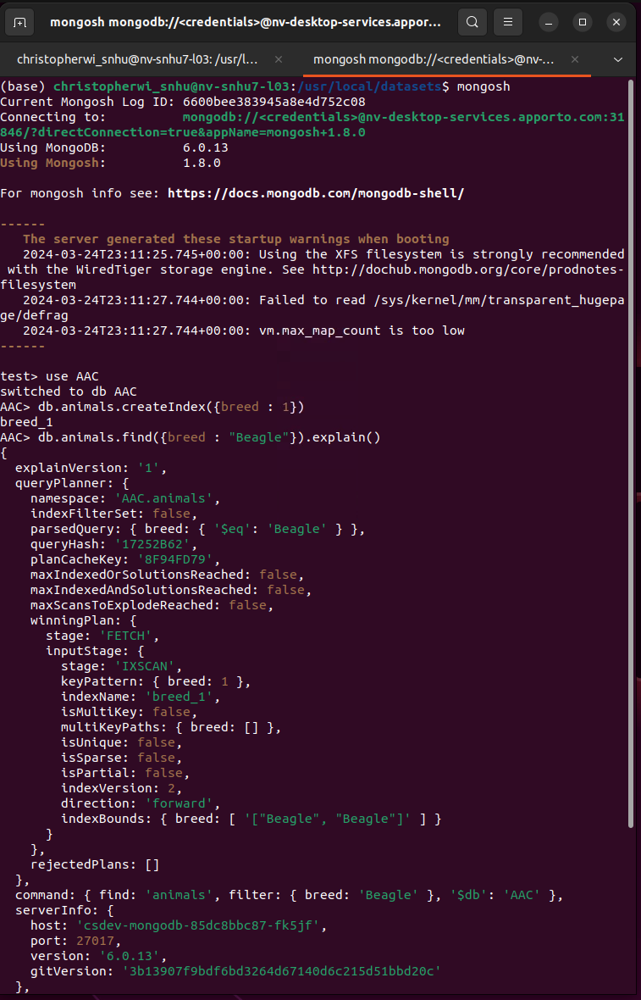 mongosh mongodb://<credentials>@nv-desktop-services.appor...
christopherwi_snhu@nv-snhu7-l03: /usr/l...
mongosh mongodb://<credentials>@nv-...
(base) christopherwi_snhu@nv-snhu7-l03:/usr/local/datasets$ mongosh
Current Mongosh Log ID: 6600bee383945a8e4d752c08
Connecting to:          mongodb://<credentials>@nv-desktop-services.apporto.com:31
846/?directConnection=true&appName=mongosh+1.8.0
Using MongoDB:          6.0.13
Using Mongosh:          1.8.0
For mongosh info see: https://docs.mongodb.com/mongodb-shell/
------
   The server generated these startup warnings when booting
   2024-03-24T23:11:25.745+00:00: Using the XFS filesystem is strongly recommended
 with the WiredTiger storage engine. See http://dochub.mongodb.org/core/prodnotes-
filesystem
   2024-03-24T23:11:27.744+00:00: Failed to read /sys/kernel/mm/transparent_hugepa
ge/defrag
   2024-03-24T23:11:27.744+00:00: vm.max_map_count is too low
------
test> use AAC
switched to db AAC
AAC> db.animals.createIndex({breed : 1})
breed_1
AAC> db.animals.find({breed : "Beagle"}).explain()
{
  explainVersion: '1',
  queryPlanner: {
    namespace: 'AAC.animals',
    indexFilterSet: false,
    parsedQuery: { breed: { '$eq': 'Beagle' } },
    queryHash: '17252B62',
    planCacheKey: '8F94FD79',
    maxIndexedOrSolutionsReached: false,
    maxIndexedAndSolutionsReached: false,
    maxScansToExplodeReached: false,
    winningPlan: {
      stage: 'FETCH',
      inputStage: {
        stage: 'IXSCAN',
        keyPattern: { breed: 1 },
        indexName: 'breed_1',
        isMultiKey: false,
        multiKeyPaths: { breed: [] },
        isUnique: false,
        isSparse: false,
        isPartial: false,
        indexVersion: 2,
        direction: 'forward',
        indexBounds: { breed: [ '["Beagle", "Beagle"]' ] }
      }
    },
    rejectedPlans: []
  },
  command: { find: 'animals', filter: { breed: 'Beagle' }, '$db': 'AAC' },
  serverInfo: {
    host: 'csdev-mongodb-85dc8bbc87-fk5jf',
    port: 27017,
    version: '6.0.13',
    gitVersion: '3b13907f9bdf6bd3264d67140d6c215d51bbd20c'
  },